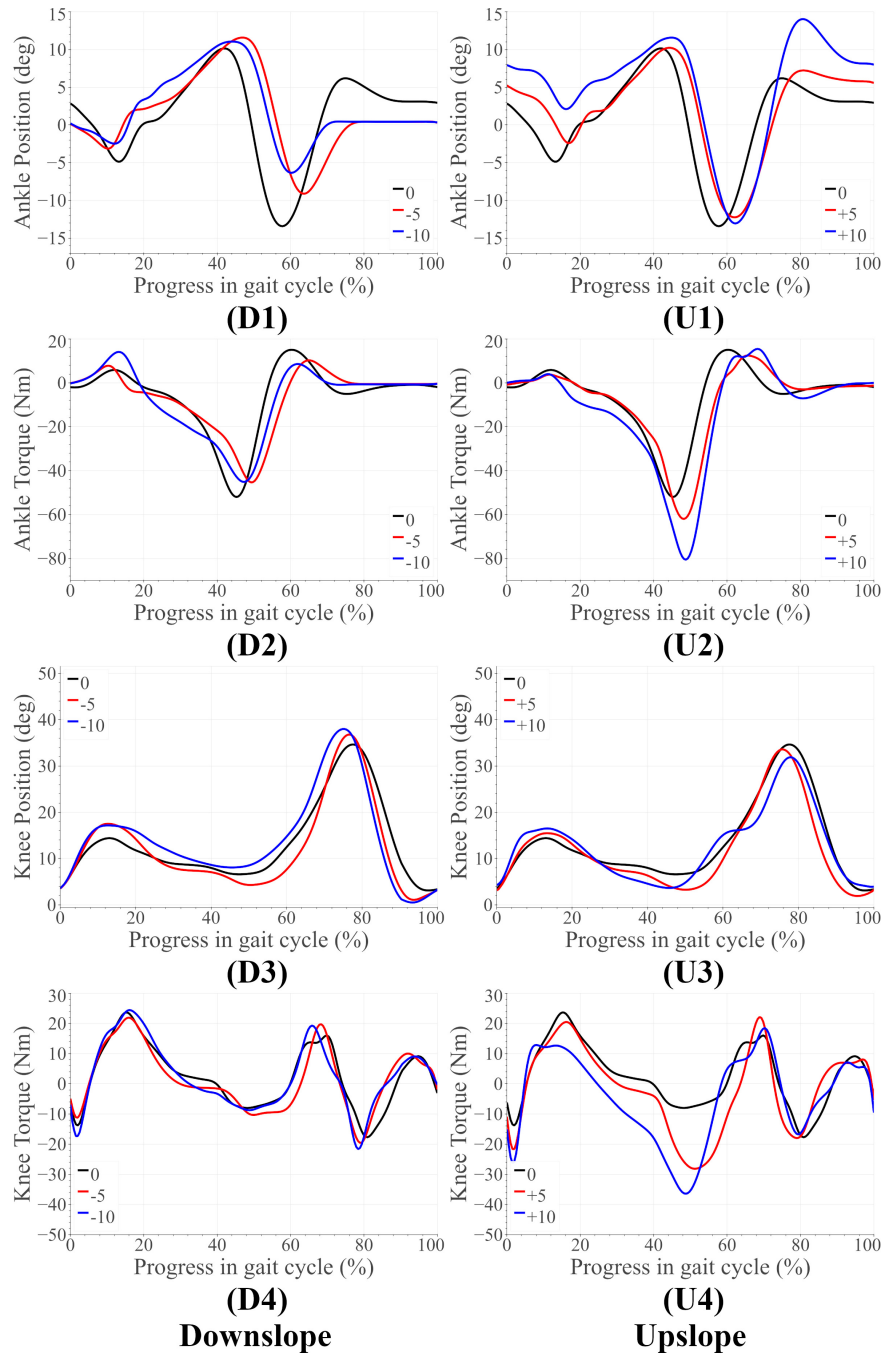 15
10
5
0
−5
−10
−15
Ankle Position (deg)
0
-5
-10
0 20 40 60 80 100
Progress in gait cycle (%)
(D1)
15
10
5
0
−5
−10
−15
Ankle Position (deg)
0
+5
+10
0 20 40 60 80 100
Progress in gait cycle (%)
(U1)
20
0
−20
−40
−60
−80
Ankle Torque (Nm)
0
-5
-10
0 20 40 60 80 100
Progress in gait cycle (%)
(D2)
20
0
−20
−40
−60
−80
Ankle Torque (Nm)
0
+5
+10
0 20 40 60 80 100
Progress in gait cycle (%)
(U2)
50
40
30
20
10
0
Knee Position (deg)
0
-5
-10
0 20 40 60 80 100
Progress in gait cycle (%)
(D3)
50
40
30
20
10
0
Knee Position (deg)
0
+5
+10
0 20 40 60 80 100
Progress in gait cycle (%)
(U3)
30
20
10
0
−10
−20
−30
−40
−50
Knee Torque (Nm)
0
-5
-10
0 20 40 60 80 100
Progress in gait cycle (%)
(D4)
Downslope
30
20
10
0
−10
−20
−30
−40
−50
Knee Torque (Nm)
0
+5
+10
0 20 40 60 80 100
Progress in gait cycle (%)
(U4)
Upslope